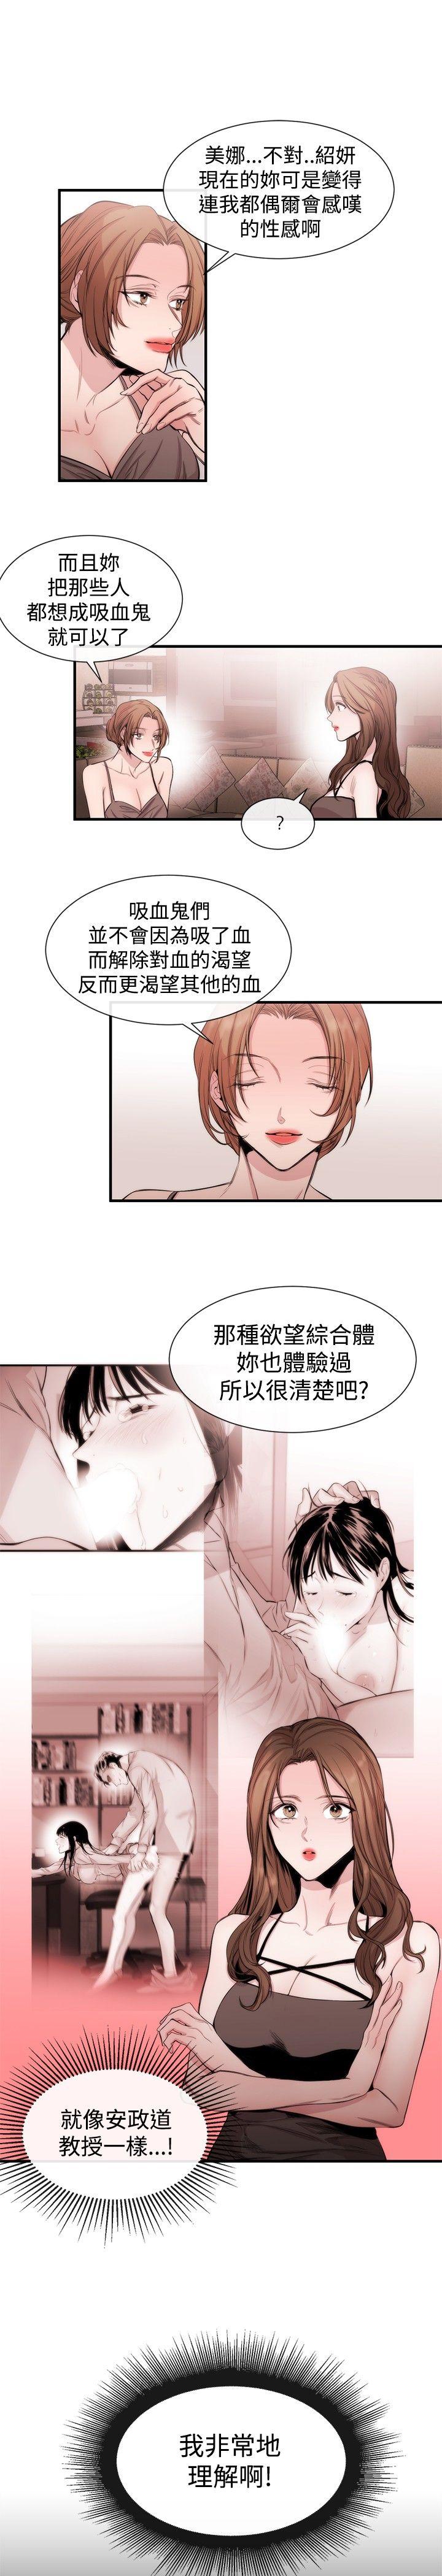 美娜...不對..紹妍
現在的妳可是變得
連我都偶爾會感嘆
的性感啊
而且妳
把那些人
都想成吸血鬼
就可以了
?
吸血鬼們
並不會因為吸了血
而解除對血的渴望
反而更渴望其他的血
那種欲望綜合體
妳也體驗過
所以很清楚吧?
就像安政道
教授一樣...!
我非常地
理解啊!